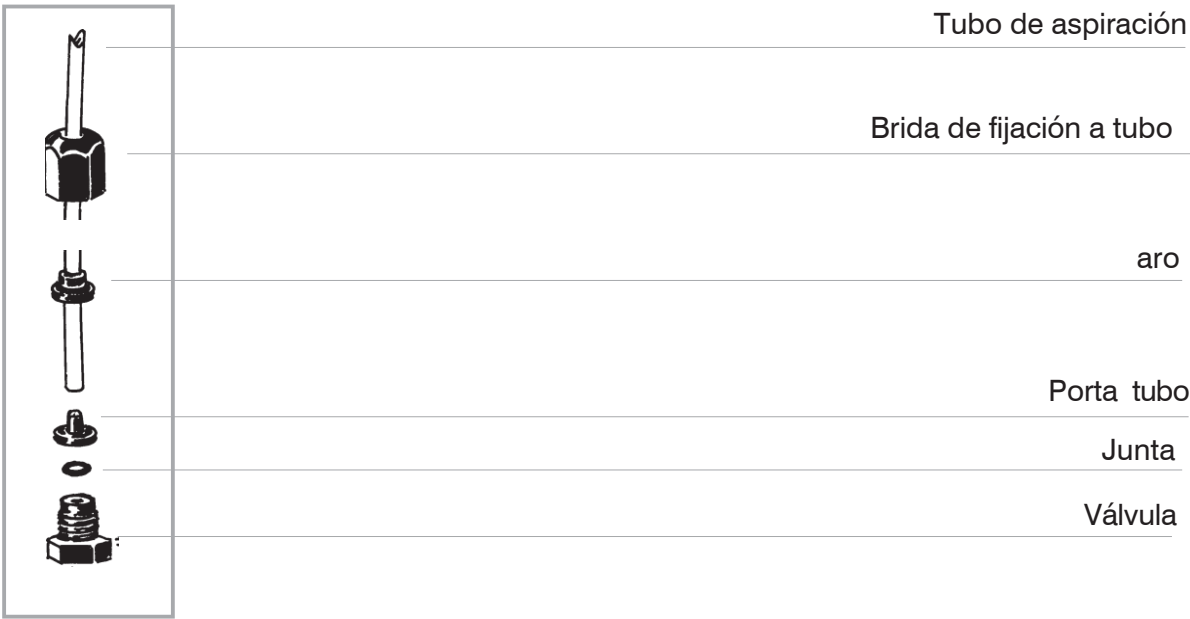 Tubo de aspiración
Brida de fijación a tubo
aro
Porta tubo
Junta
Válvula